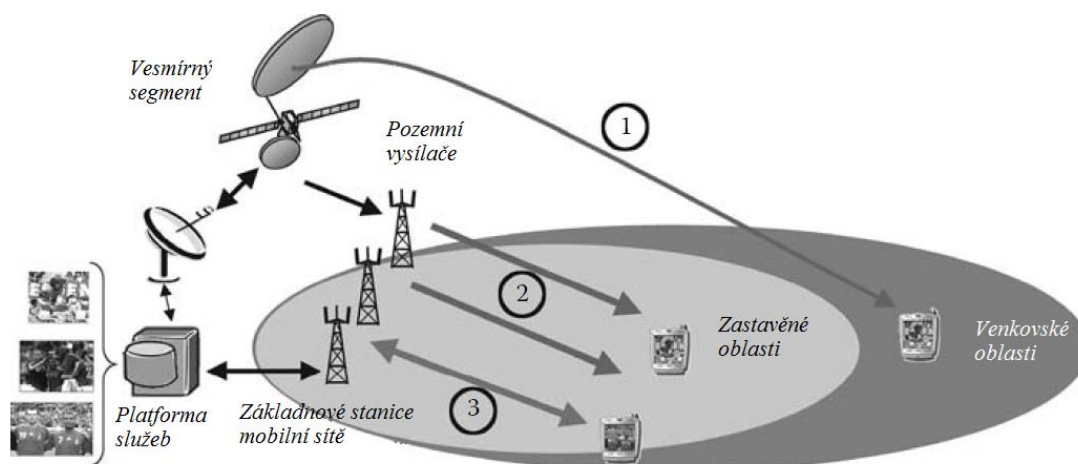 Vesmírný
segment
Pozemní
vysílače
1
2
3
Zastavěné
oblasti
Venkovské
oblasti
Platforma
služeb
Základnové stanice
mobilní sítě